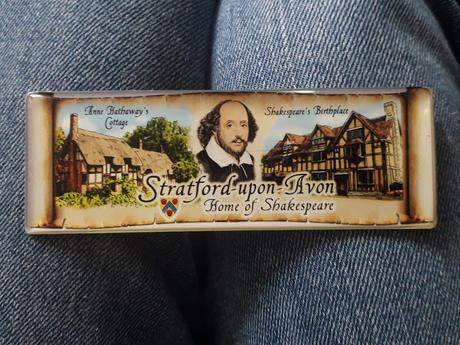 Anne Hathaway's
Cottage
Shakespeare's Birthplace
Stratford-upon-Avon
Home of Shakespeare